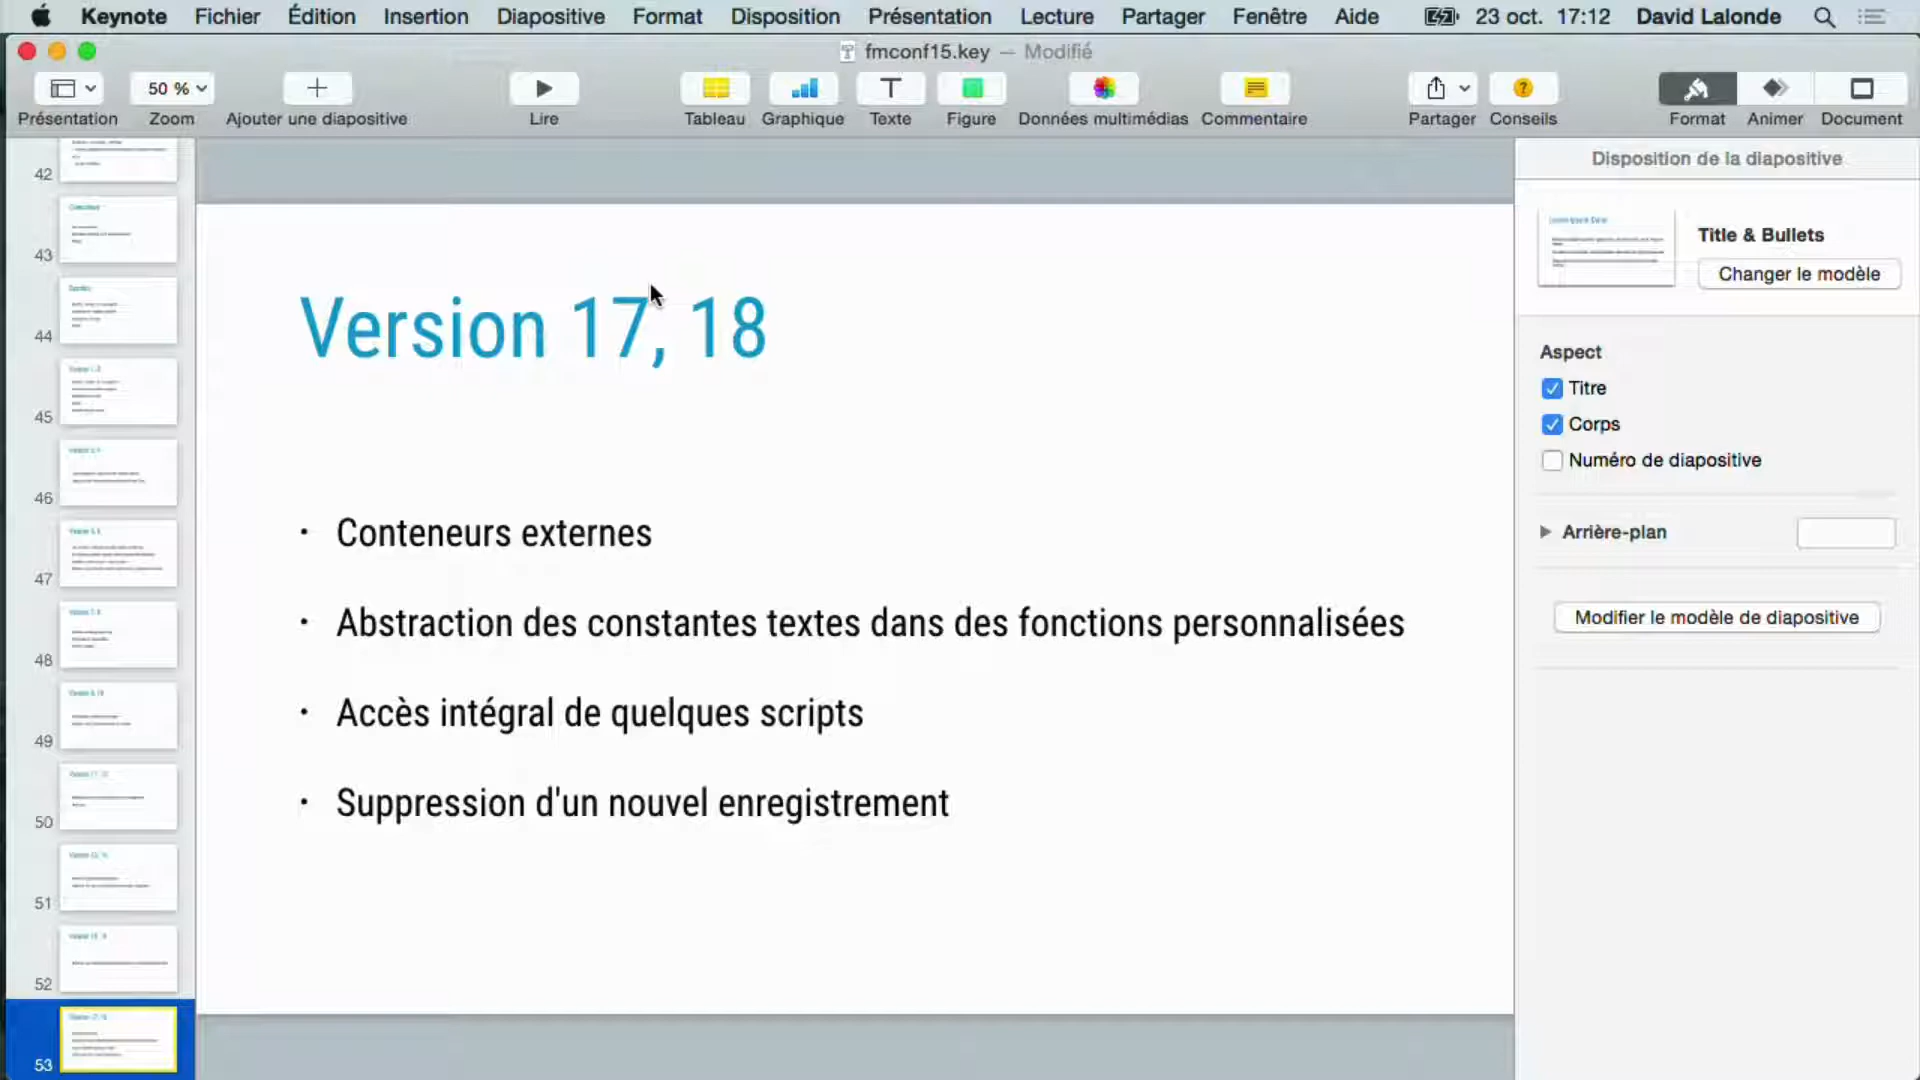 Keynote Fichier Édition Insertion Diapositive Format Disposition Présentation Lecture Partager Fenêtre Aide 23 oct. 17:12 David Lalonde
fmconf15.key — Modifié
50 %
Présentation Zoom Ajouter une diapositive Lire Tableau Graphique Texte Figure Données multimédias Commentaire Partager Conseils Format Animer Document
Disposition de la diapositive
Title & Bullets
Changer le modèle
Aspect
Titre
Corps
Numéro de diapositive
Arrière-plan
Modifier le modèle de diapositive
42
43
44
45
46
47
48
49
50
51
52
53
Version 17, 18
• Conteneurs externes
• Abstraction des constantes textes dans des fonctions personnalisées
• Accès intégral de quelques scripts
• Suppression d'un nouvel enregistrement